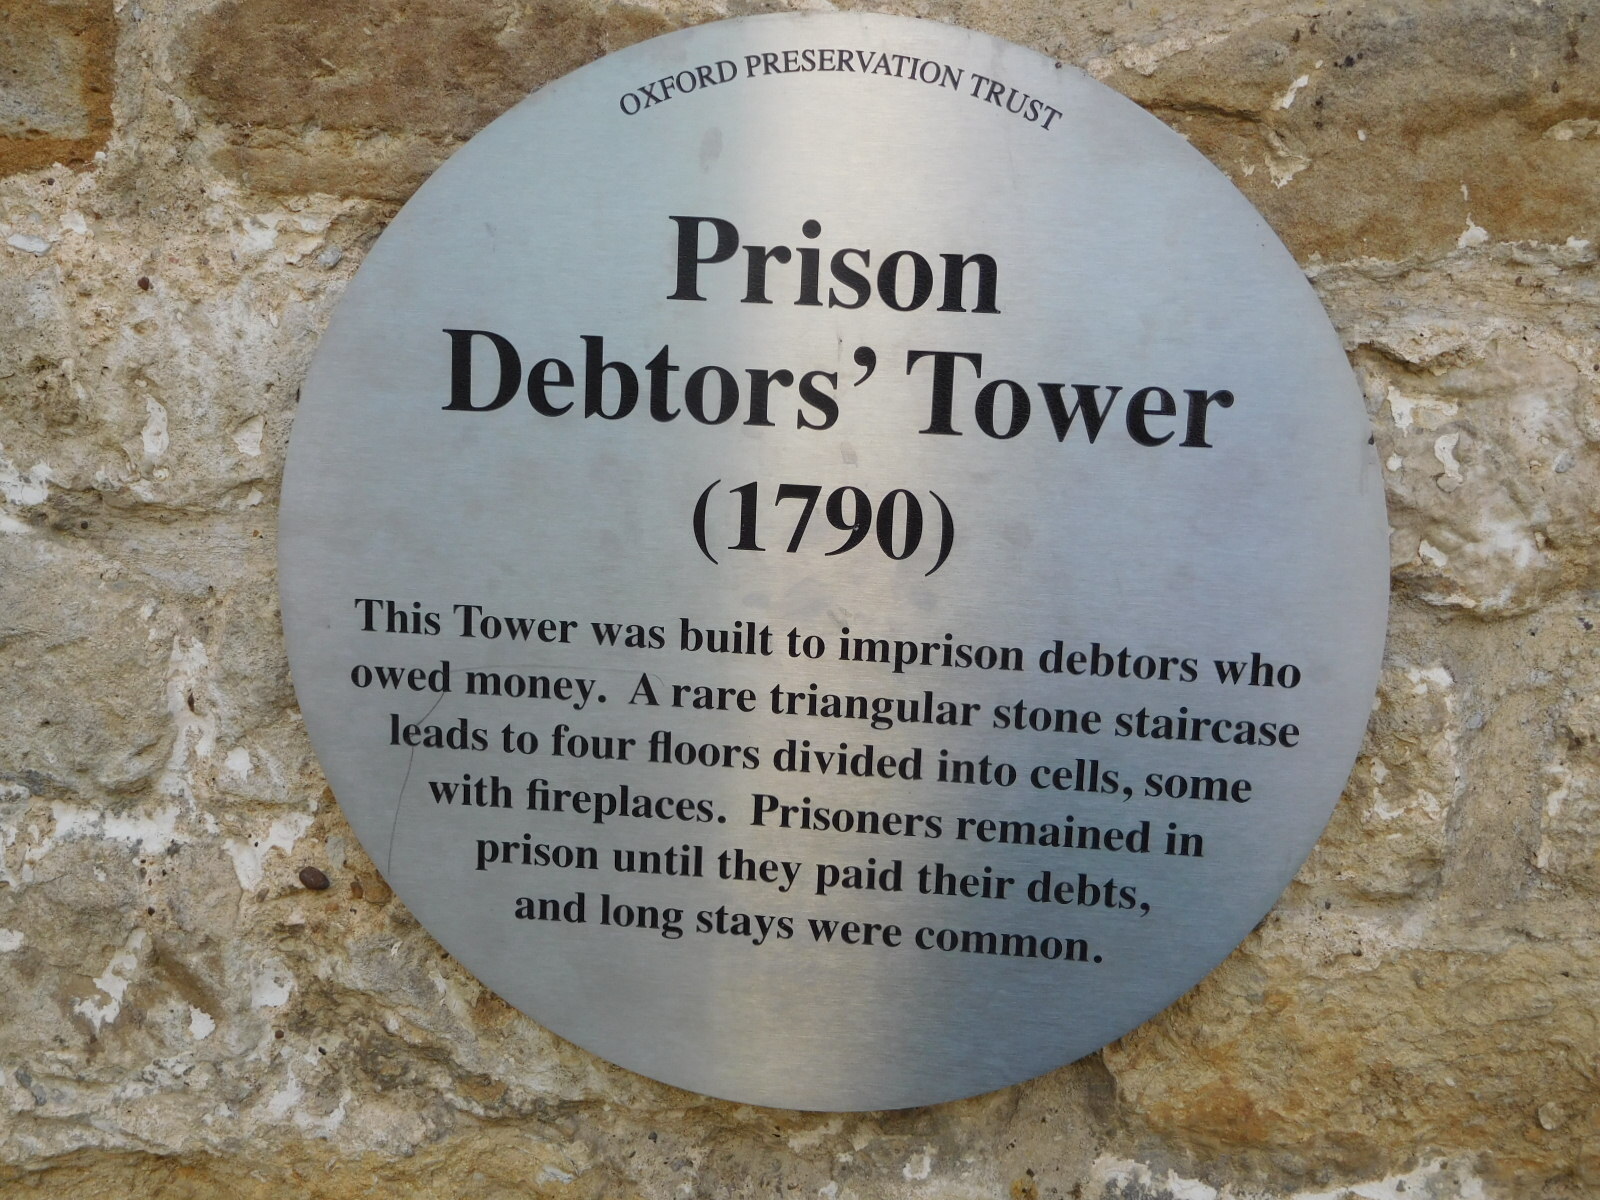 OXFORD PRESERVATION TRUST
Prison
Debtors’ Tower
(1790)
This Tower was built to imprison debtors who
owed money. A rare triangular stone staircase
leads to four floors divided into cells, some
with fireplaces. Prisoners remained in
prison until they paid their debts,
and long stays were common.